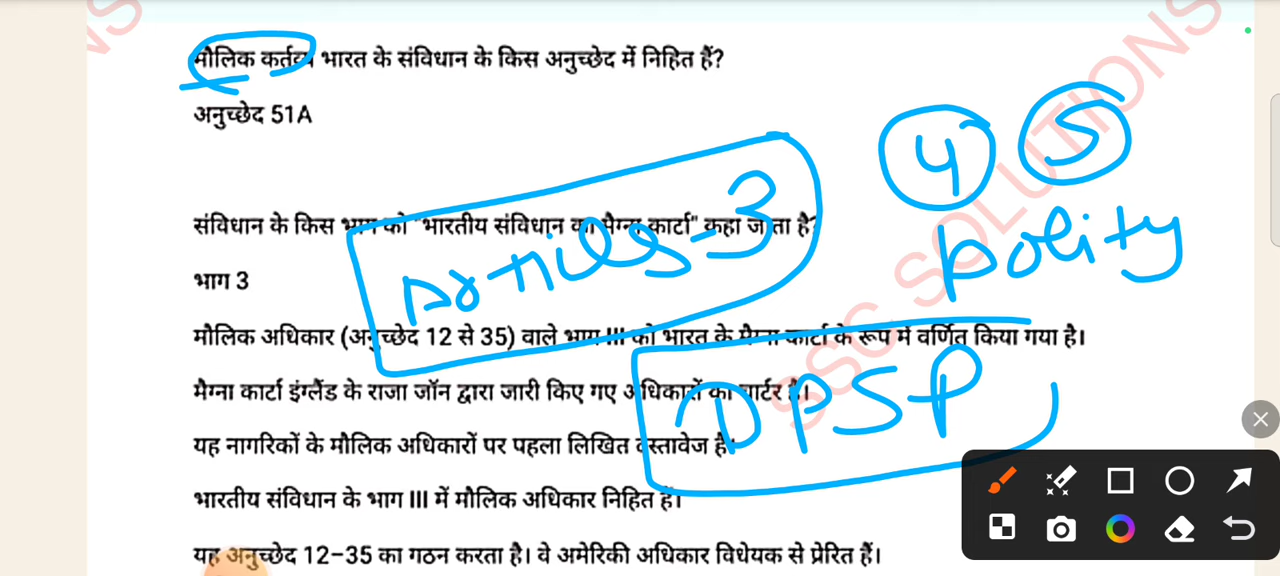 मौलिक कर्तव्य भारत के संविधान के किस अनुच्छेद में निहित हैं?
अनुच्छेद 51A
4 5
polity
Articles-3
संविधान के किस भाग को "भारतीय संविधान का मैग्ना कार्टा" कहा जाता है?
भाग 3
मौलिक अधिकार (अनुच्छेद 12 से 35) वाले भाग III को भारत के मैग्ना कार्टा के रूप में वर्णित किया गया है।
DPSP
मैग्ना कार्टा इंग्लैंड के राजा जॉन द्वारा जारी किए गए अधिकारों का चार्टर है।
यह नागरिकों के मौलिक अधिकारों पर पहला लिखित दस्तावेज है।
भारतीय संविधान के भाग III में मौलिक अधिकार निहित हैं।
यह अनुच्छेद 12-35 का गठन करता है। वे अमेरिकी अधिकार विधेयक से प्रेरित हैं।
SSC SOLUTIONS
NS